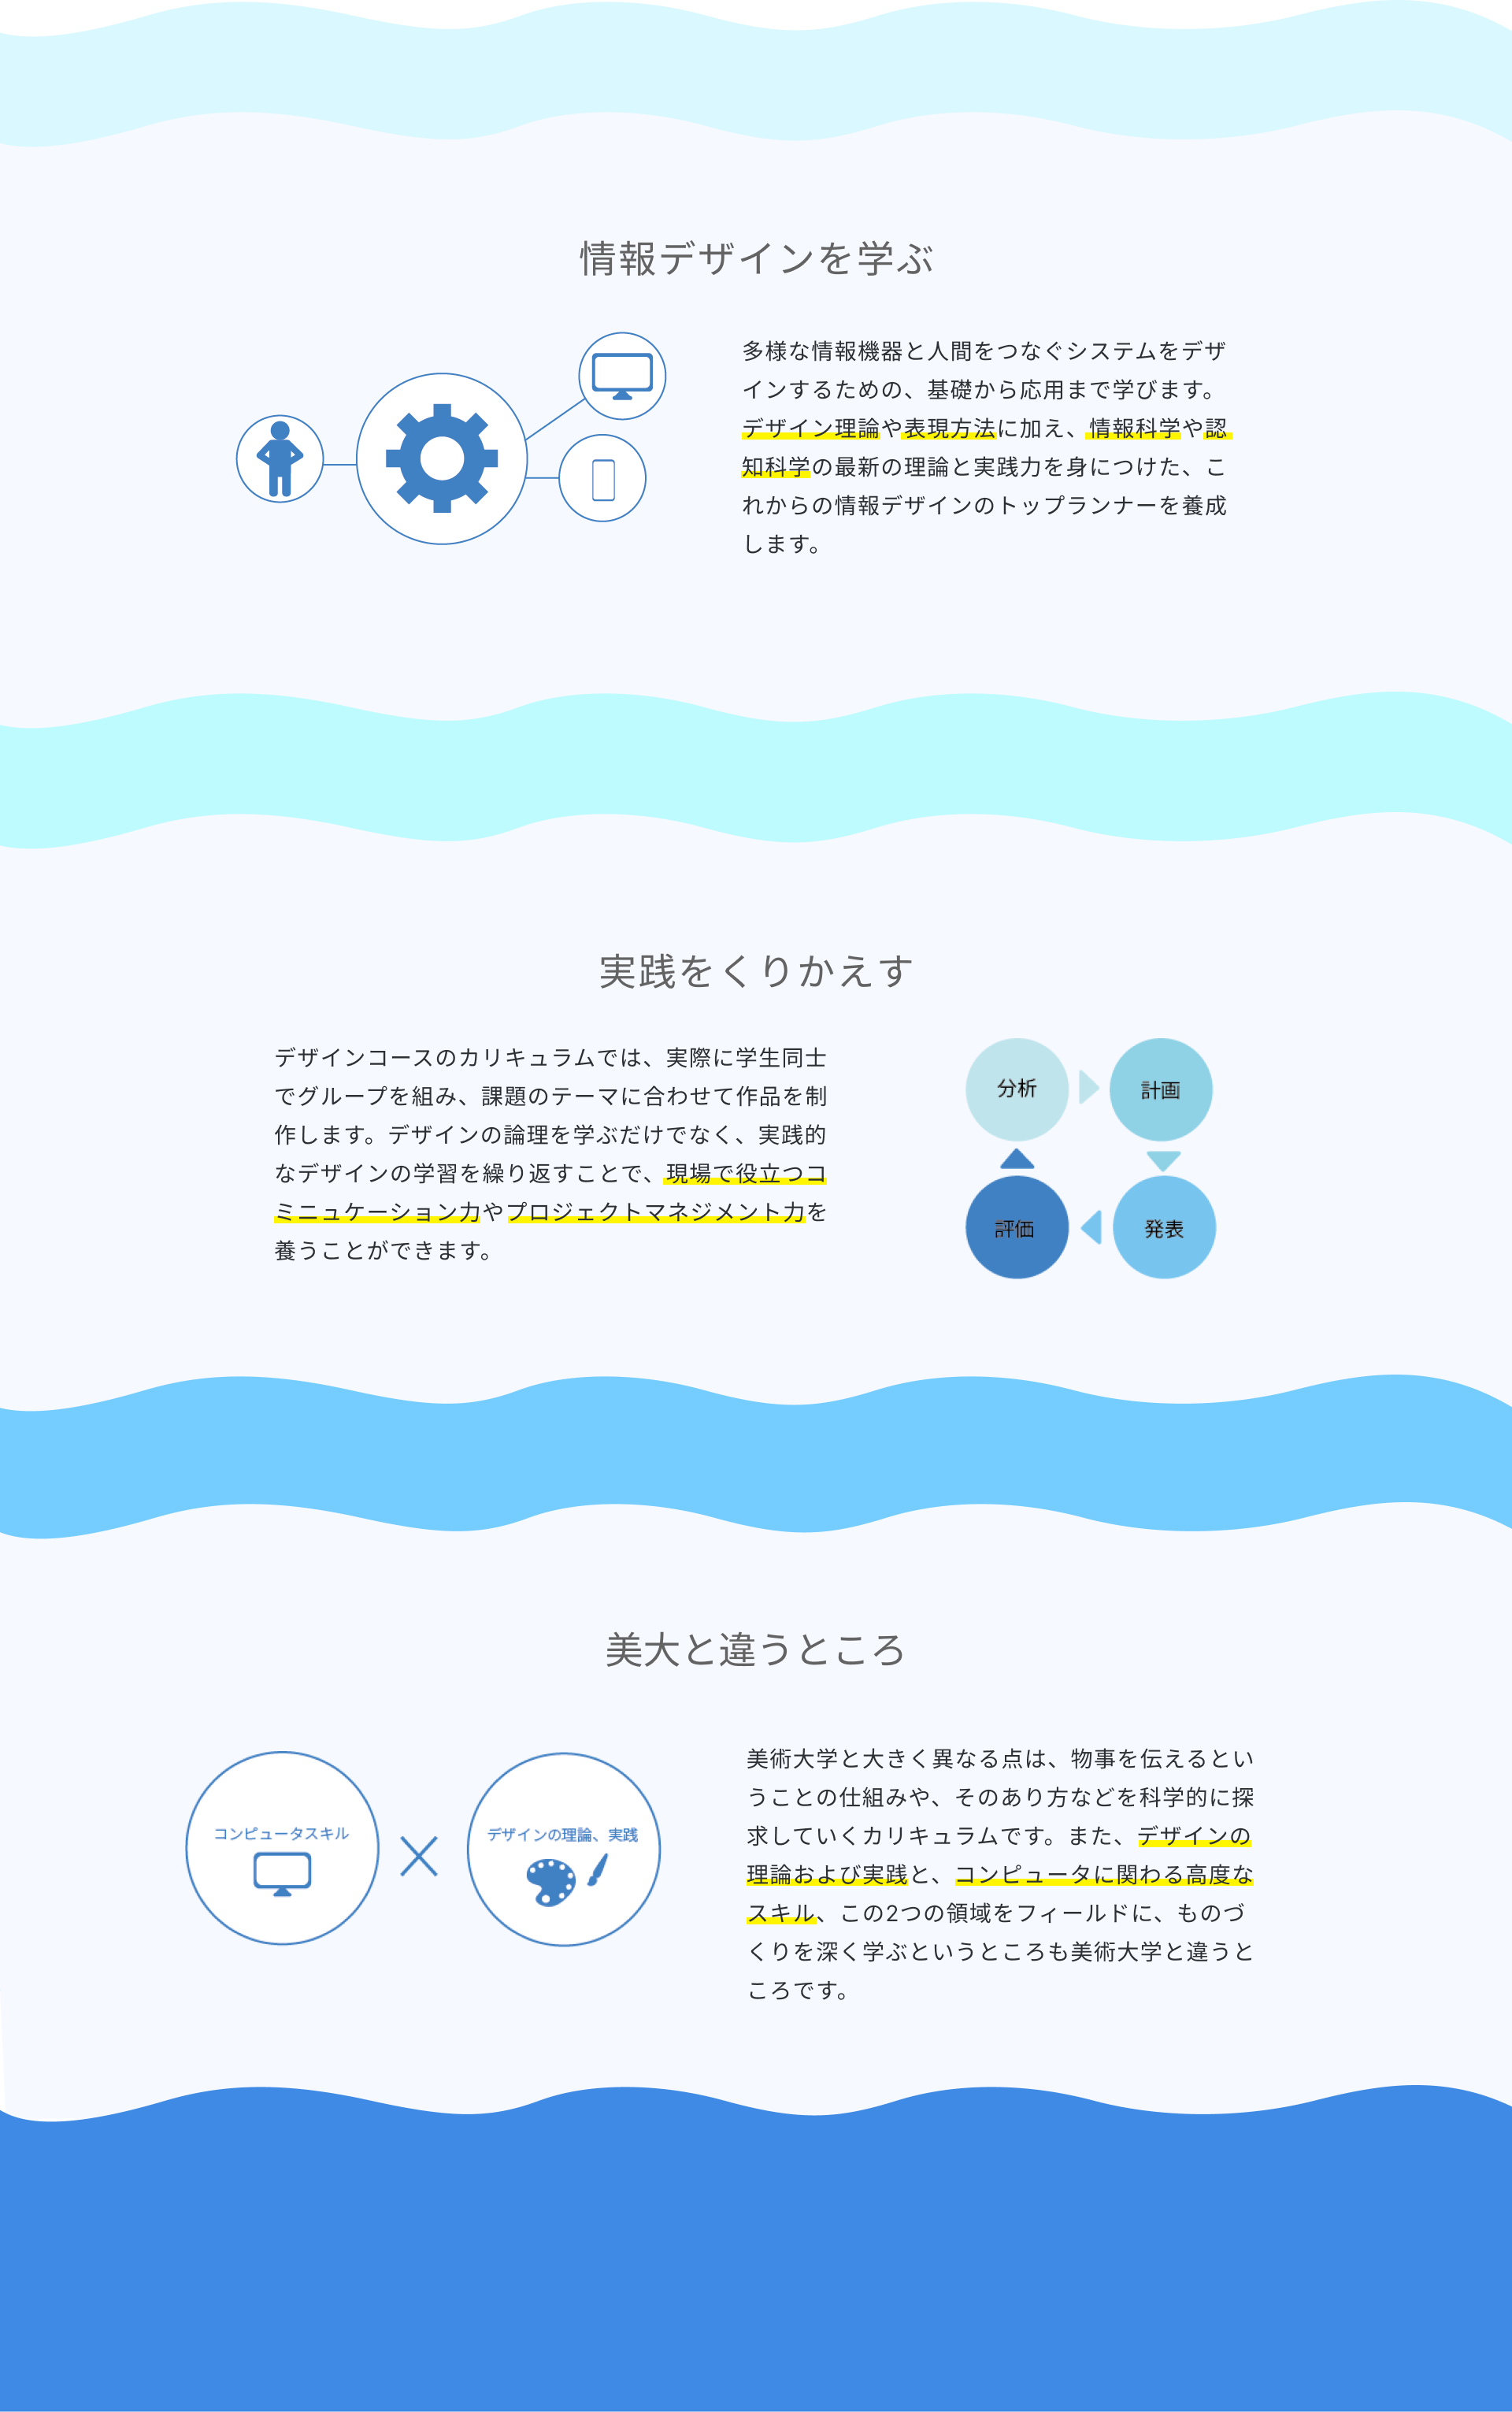 情報デザインを学ぶ
多様な情報機器と人間をつなぐシステムをデザ
インするための、基礎から応用まで学びます。
デザイン理論や表現方法に加え、情報科学や認
知科学の最新の理論と実践力を身につけた、こ
れからの情報デザインのトップランナーを養成
します。
実践をくりかえす
デザインコースのカリキュラムでは、実際に学生同士
でグループを組み、課題のテーマに合わせて作品を制
作します。デザインの論理を学ぶだけでなく、実践的
なデザインの学習を繰り返すことで、現場で役立つコ
ミニュケーション力やプロジェクトマネジメント力を
養うことができます。
分析
計画
評価
発表
美大と違うところ
コンピュータスキル
デザインの理論、実践
美術大学と大きく異なる点は、物事を伝えるとい
うことの仕組みや、そのあり方などを科学的に探
求していくカリキュラムです。また、デザインの
理論および実践と、コンピュータに関わる高度な
スキル、この2つの領域をフィールドに、ものづ
くりを深く学ぶというところも美術大学と違うと
ころです。